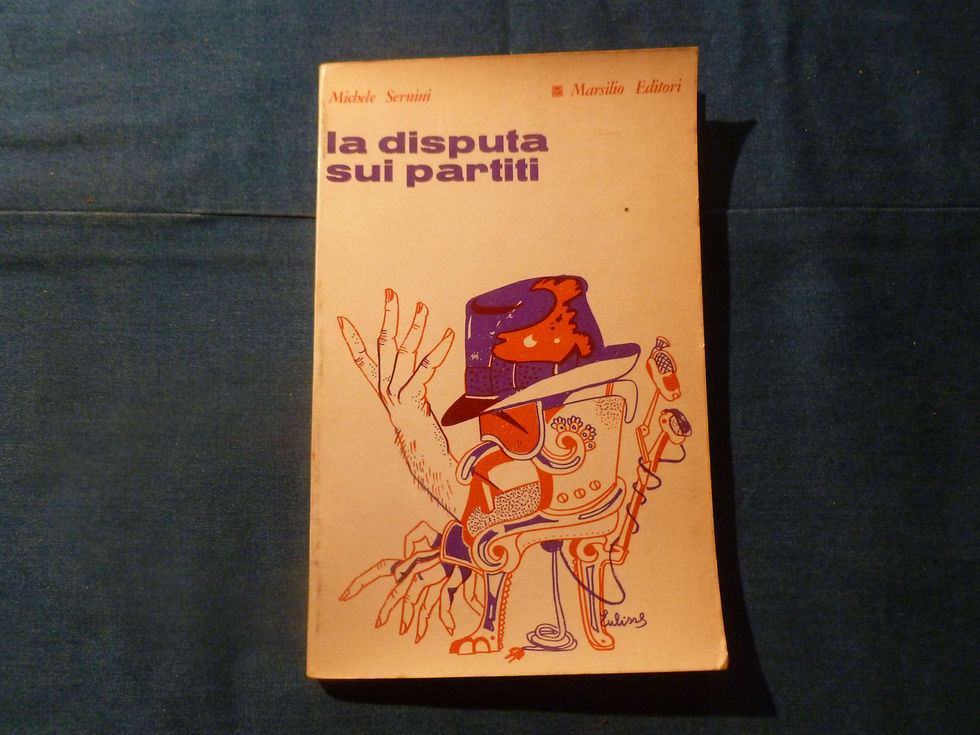 Michele Sernini
Marsilio Editori
la disputa
sui partiti